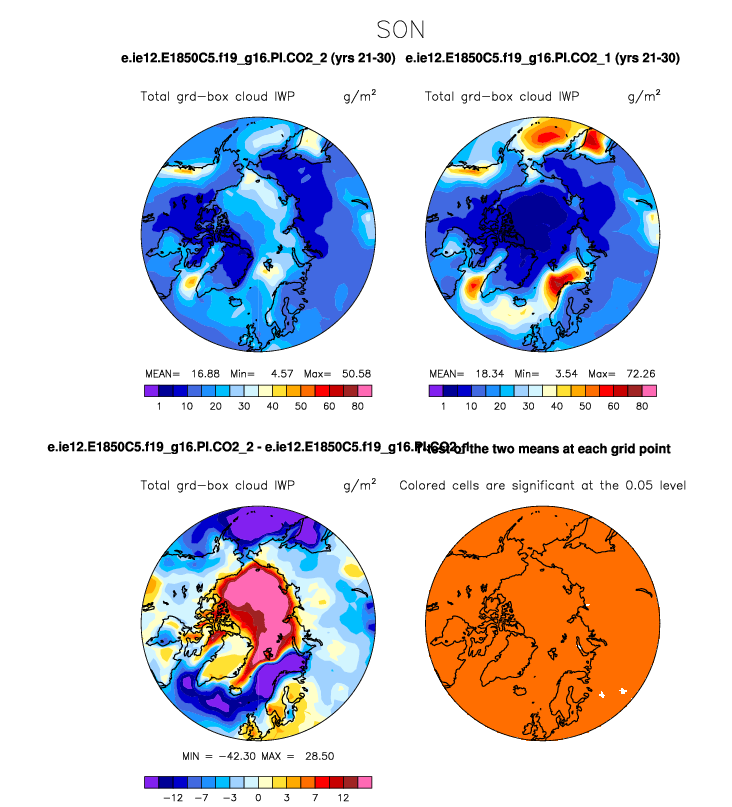 SON
e.ie12.E1850C5.f19_g16.PI.CO2_2 (yrs 21-30) e.ie12.E1850C5.f19_g16.PI.CO2_1 (yrs 21-30)
Total grd-box cloud IWP g/m² Total grd-box cloud IWP g/m²
MEAN= 16.88 Min= 4.57 Max= 50.58 MEAN= 18.34 Min= 3.54 Max= 72.26
1 10 20 30 40 50 60 80 1 10 20 30 40 50 60 80
e.ie12.E1850C5.f19_g16.PI.CO2_2 - e.ie12.E1850C5.f19_g16.PI.CO2_1 T-test of the two means at each grid point
Total grd-box cloud IWP g/m² Colored cells are significant at the 0.05 level
MIN = -42.30 MAX = 28.50
-12 -7 -3 0 3 7 12